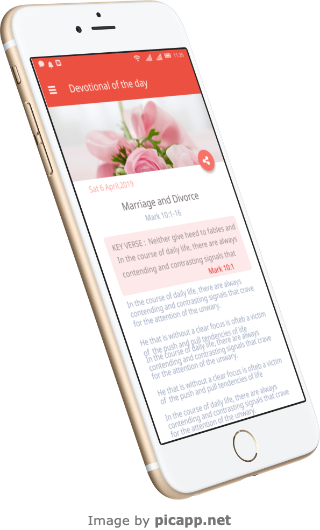 11:26
Devotional of the day
Sat 6 April,2019
Marriage and Divorce
Mark 10:1-16
KEY VERSE : Neither give heed to fables and
In the course of daily life, there are always
contending and contrasting signals that
Mark 10:1
In the course of daily life, there are always
contending and contrasting signals that crave
for the attention of the unwary.
He that is without a clear focus is oftely a victim
of the push and pull tendencies of life
In the course of daily life, there are always
contending and contrasting signals that crave
for the attention of the unwary.
He that is without a clear focus is oftely a victim
of the push and pull tendencies of life
In the course of daily life, there are always
contending and contrasting signals that crave
for the attention of the unwary.
Image by picapp.net